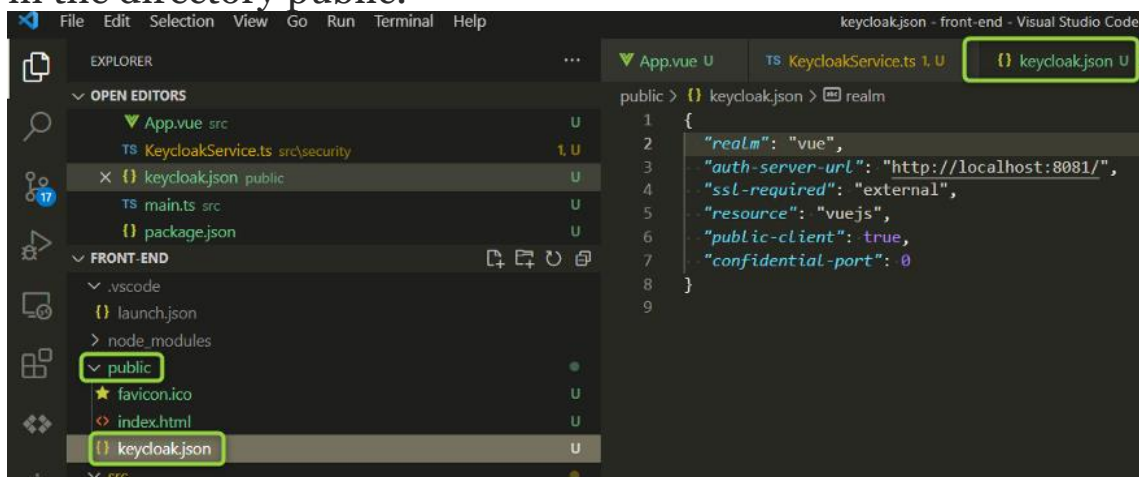 in the directory public.
File Edit Selection View Go Run Terminal Help keycloak.json - front-end - Visual Studio Code
EXPLORER ...
OPEN EDITORS
App.vue src U
TS KeycloakService.ts src\security 1, U
{} keycloak.json public U
TS main.ts src U
{} package.json U
FRONT-END
.vscode
{} launch.json
node_modules
public
favicon.ico U
<> index.html U
{} keycloak.json U
src
17
App.vue U TS KeycloakService.ts 1, U {} keycloak.json U
public > {} keycloak.json > realm
1 {
2 "realm": "vue",
3 "auth-server-url": "http://localhost:8081/",
4 "ssl-required": "external",
5 "resource": "vuejs",
6 "public-client": true,
7 "confidential-port": 0
8 }
9